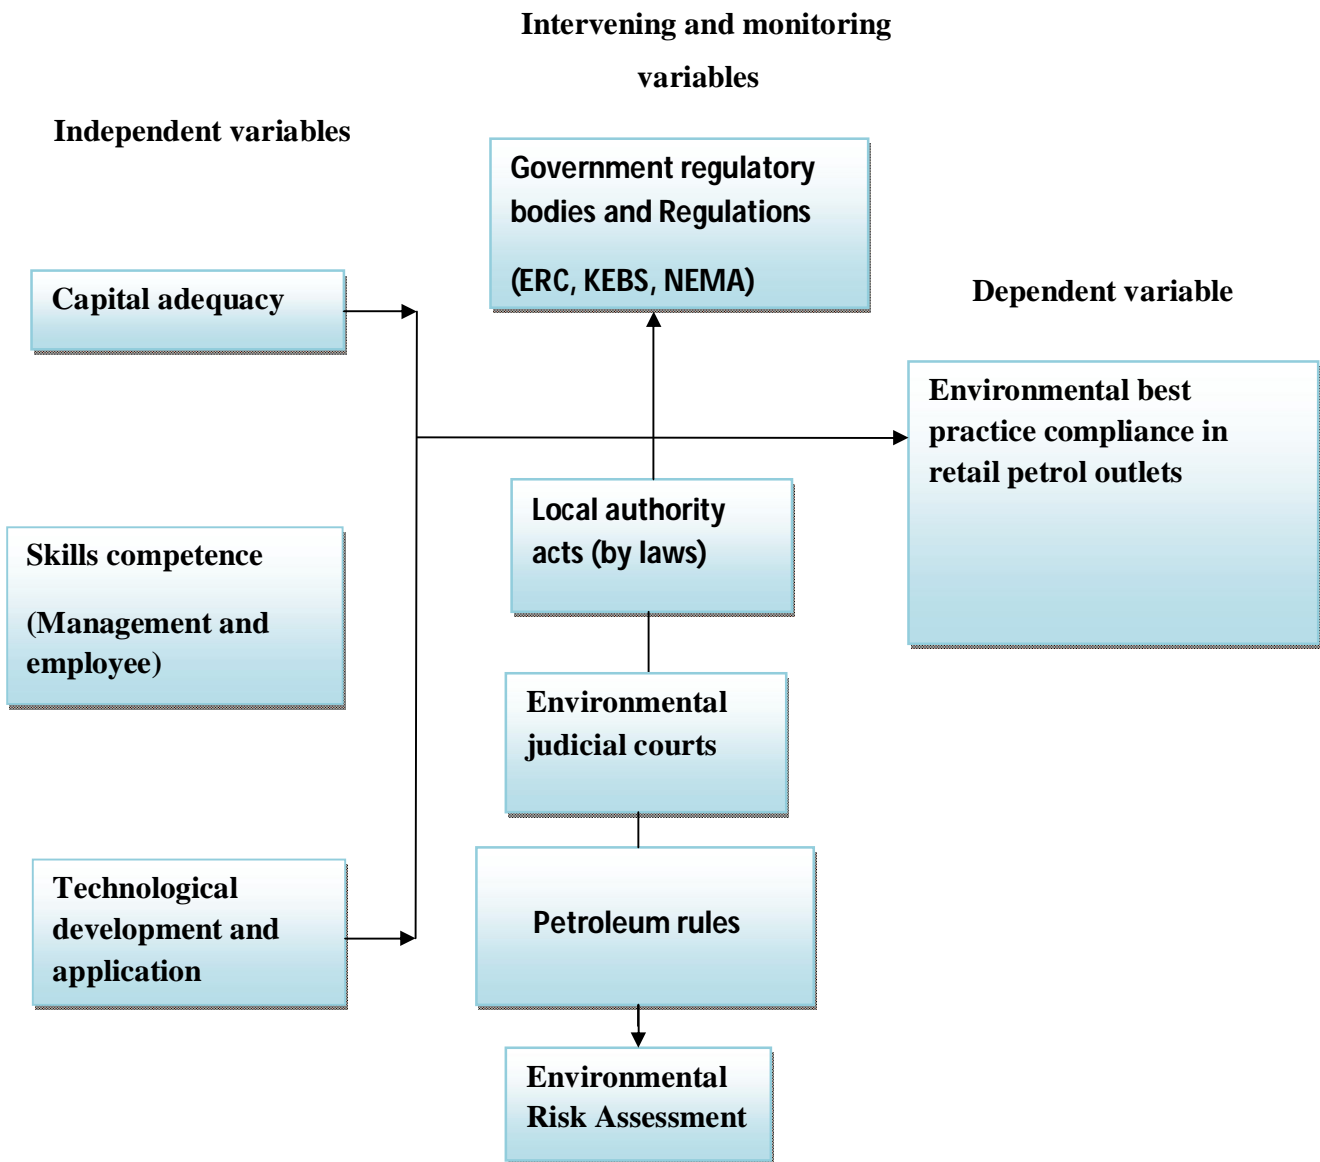 Intervening and monitoring
variables
Independent variables
Government regulatory
bodies and Regulations
(ERC, KEBS, NEMA)
Capital adequacy
Dependent variable
Environmental best
practice compliance in
retail petrol outlets
Local authority
acts (by laws)
Skills competence
(Management and
employee)
Environmental
judicial courts
Technological
development and
application
Petroleum rules
Environmental
Risk Assessment